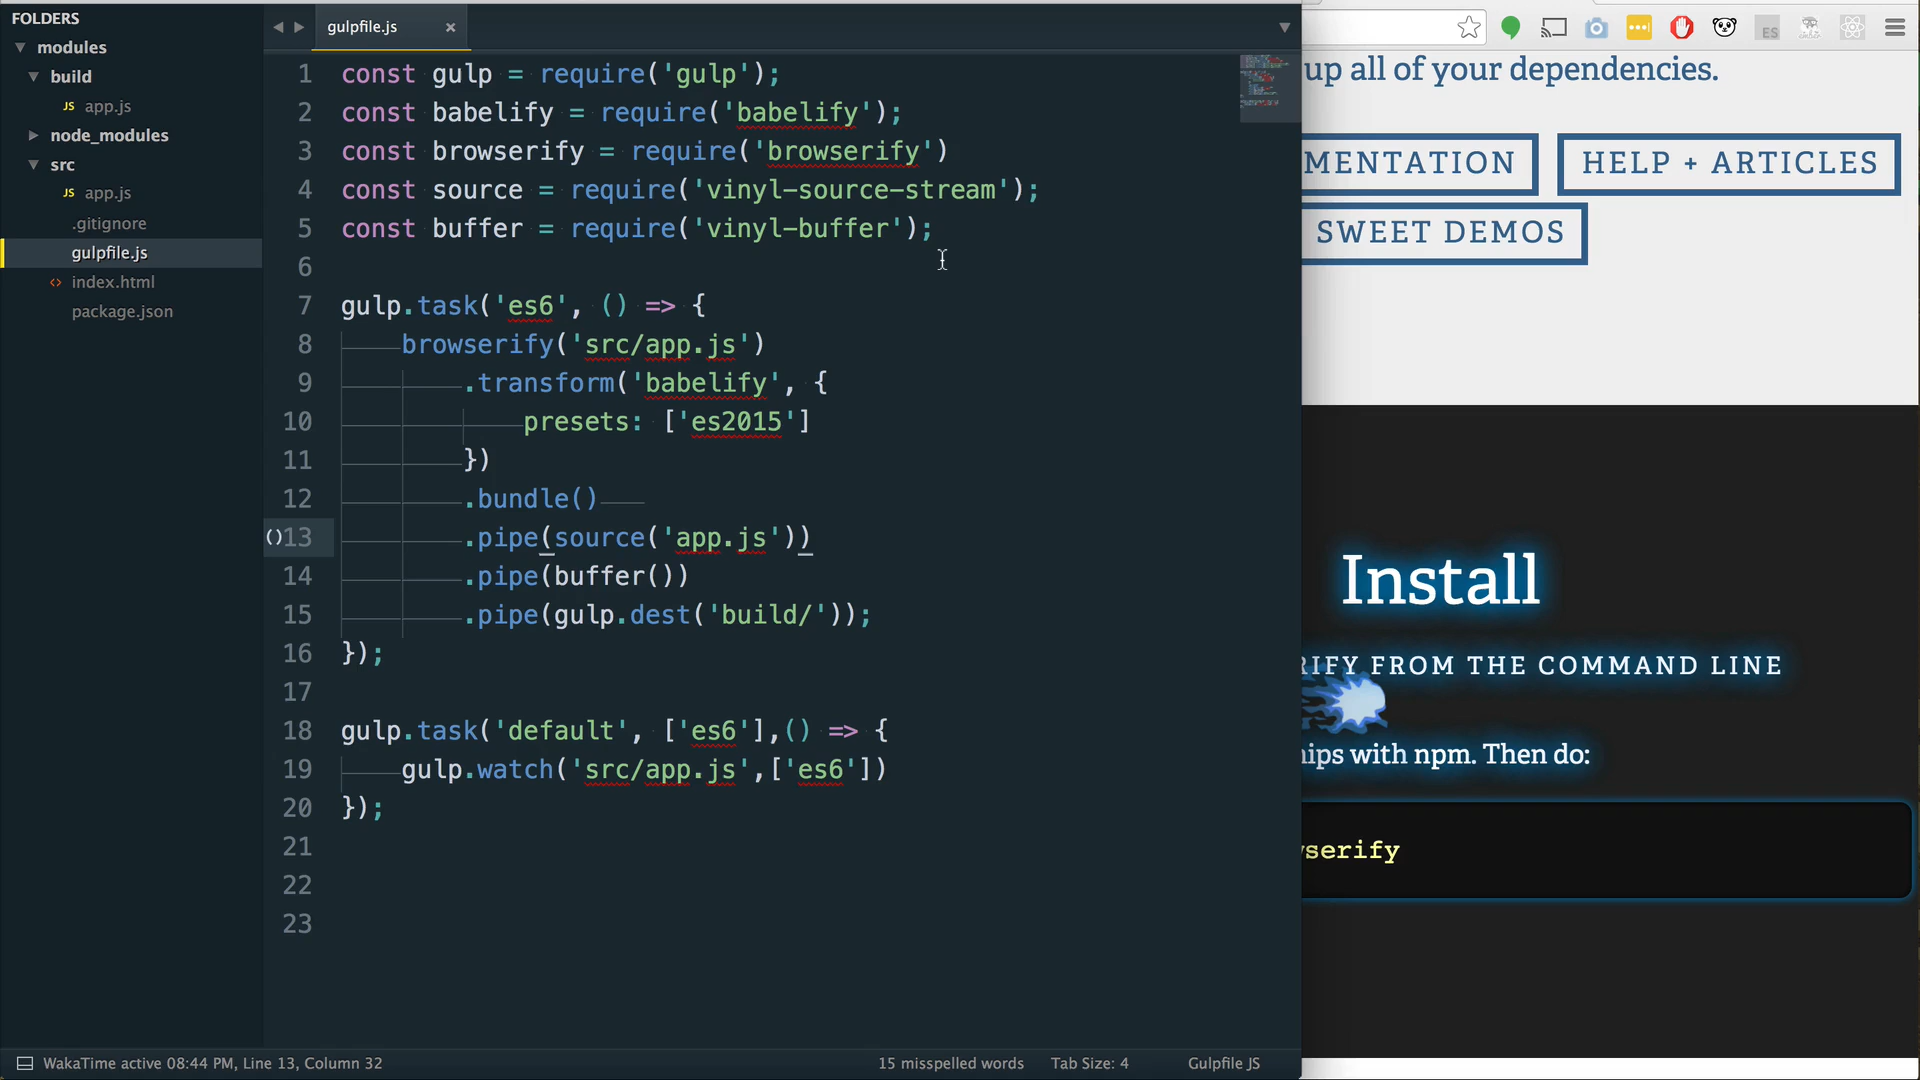 FOLDERS
modules
build
JS app.js
node_modules
src
JS app.js
.gitignore
gulpfile.js
<> index.html
package.json
gulpfile.js ×
1 const gulp = require('gulp');
2 const babelify = require('babelify');
3 const browserify = require('browserify')
4 const source = require('vinyl-source-stream');
5 const buffer = require('vinyl-buffer');
6
7 gulp.task('es6', () => {
8 browserify('src/app.js')
9 .transform('babelify', {
10 presets: ['es2015']
11 })
12 .bundle()
()13 .pipe(source('app.js'))
14 .pipe(buffer())
15 .pipe(gulp.dest('build/'));
16 });
17
18 gulp.task('default', ['es6'],() => {
19 gulp.watch('src/app.js',['es6'])
20 });
21
22
23
WakaTime active 08:44 PM, Line 13, Column 32
15 misspelled words
Tab Size: 4
Gulpfile JS
ES
up all of your dependencies.
MENTATION
HELP + ARTICLES
SWEET DEMOS
Install
RIFY FROM THE COMMAND LINE
hips with npm. Then do:
wserify